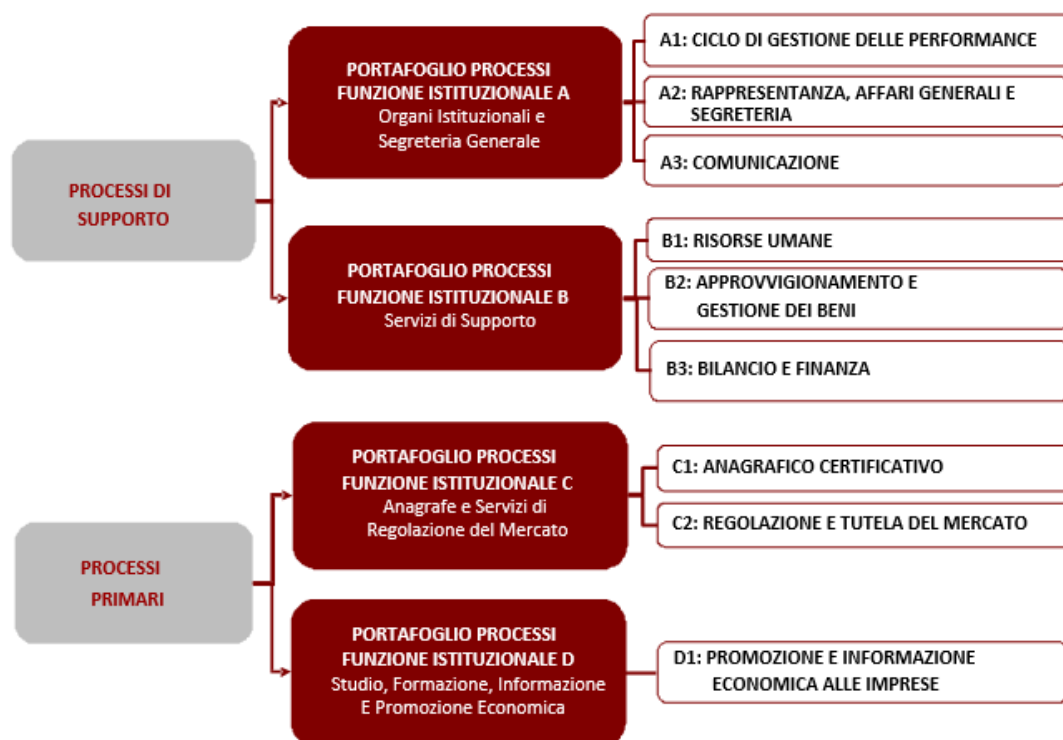 PROCESSI DI
SUPPORTO
PORTAFOGLIO PROCESSI
FUNZIONE ISTITUZIONALE A
Organi Istituzionali e
Segreteria Generale
A1: CICLO DI GESTIONE DELLE PERFORMANCE
A2: RAPPRESENTANZA, AFFARI GENERALI E
SEGRETERIA
A3: COMUNICAZIONE
PORTAFOGLIO PROCESSI
FUNZIONE ISTITUZIONALE B
Servizi di Supporto
B1: RISORSE UMANE
B2: APPROVVIGIONAMENTO E
GESTIONE DEI BENI
B3: BILANCIO E FINANZA
PROCESSI
PRIMARI
PORTAFOGLIO PROCESSI
FUNZIONE ISTITUZIONALE C
Anagrafe e Servizi di
Regolazione del Mercato
C1: ANAGRAFICO CERTIFICATIVO
C2: REGOLAZIONE E TUTELA DEL MERCATO
PORTAFOGLIO PROCESSI
FUNZIONE ISTITUZIONALE D
Studio, Formazione, Informazione
E Promozione Economica
D1: PROMOZIONE E INFORMAZIONE
ECONOMICA ALLE IMPRESE